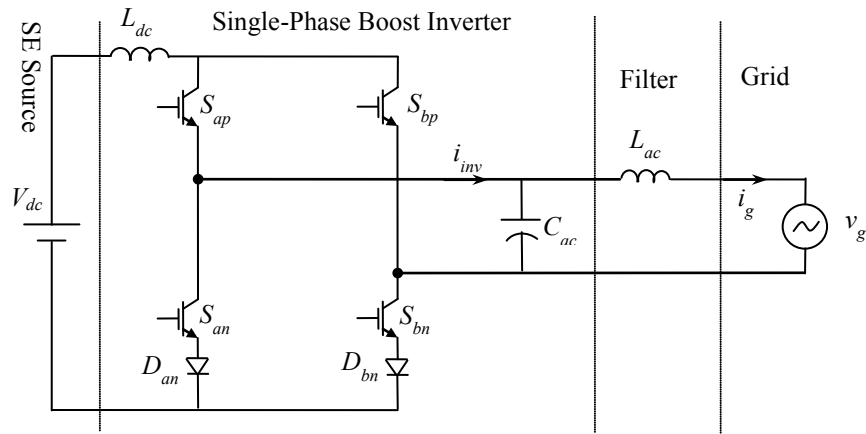 Single-Phase Boost Inverter
SE Source
L_dc
Filter
Grid
S_ap
S_bp
i_inv
L_ac
V_dc
i_g
v_g
C_ac
S_an
S_bn
D_an
D_bn